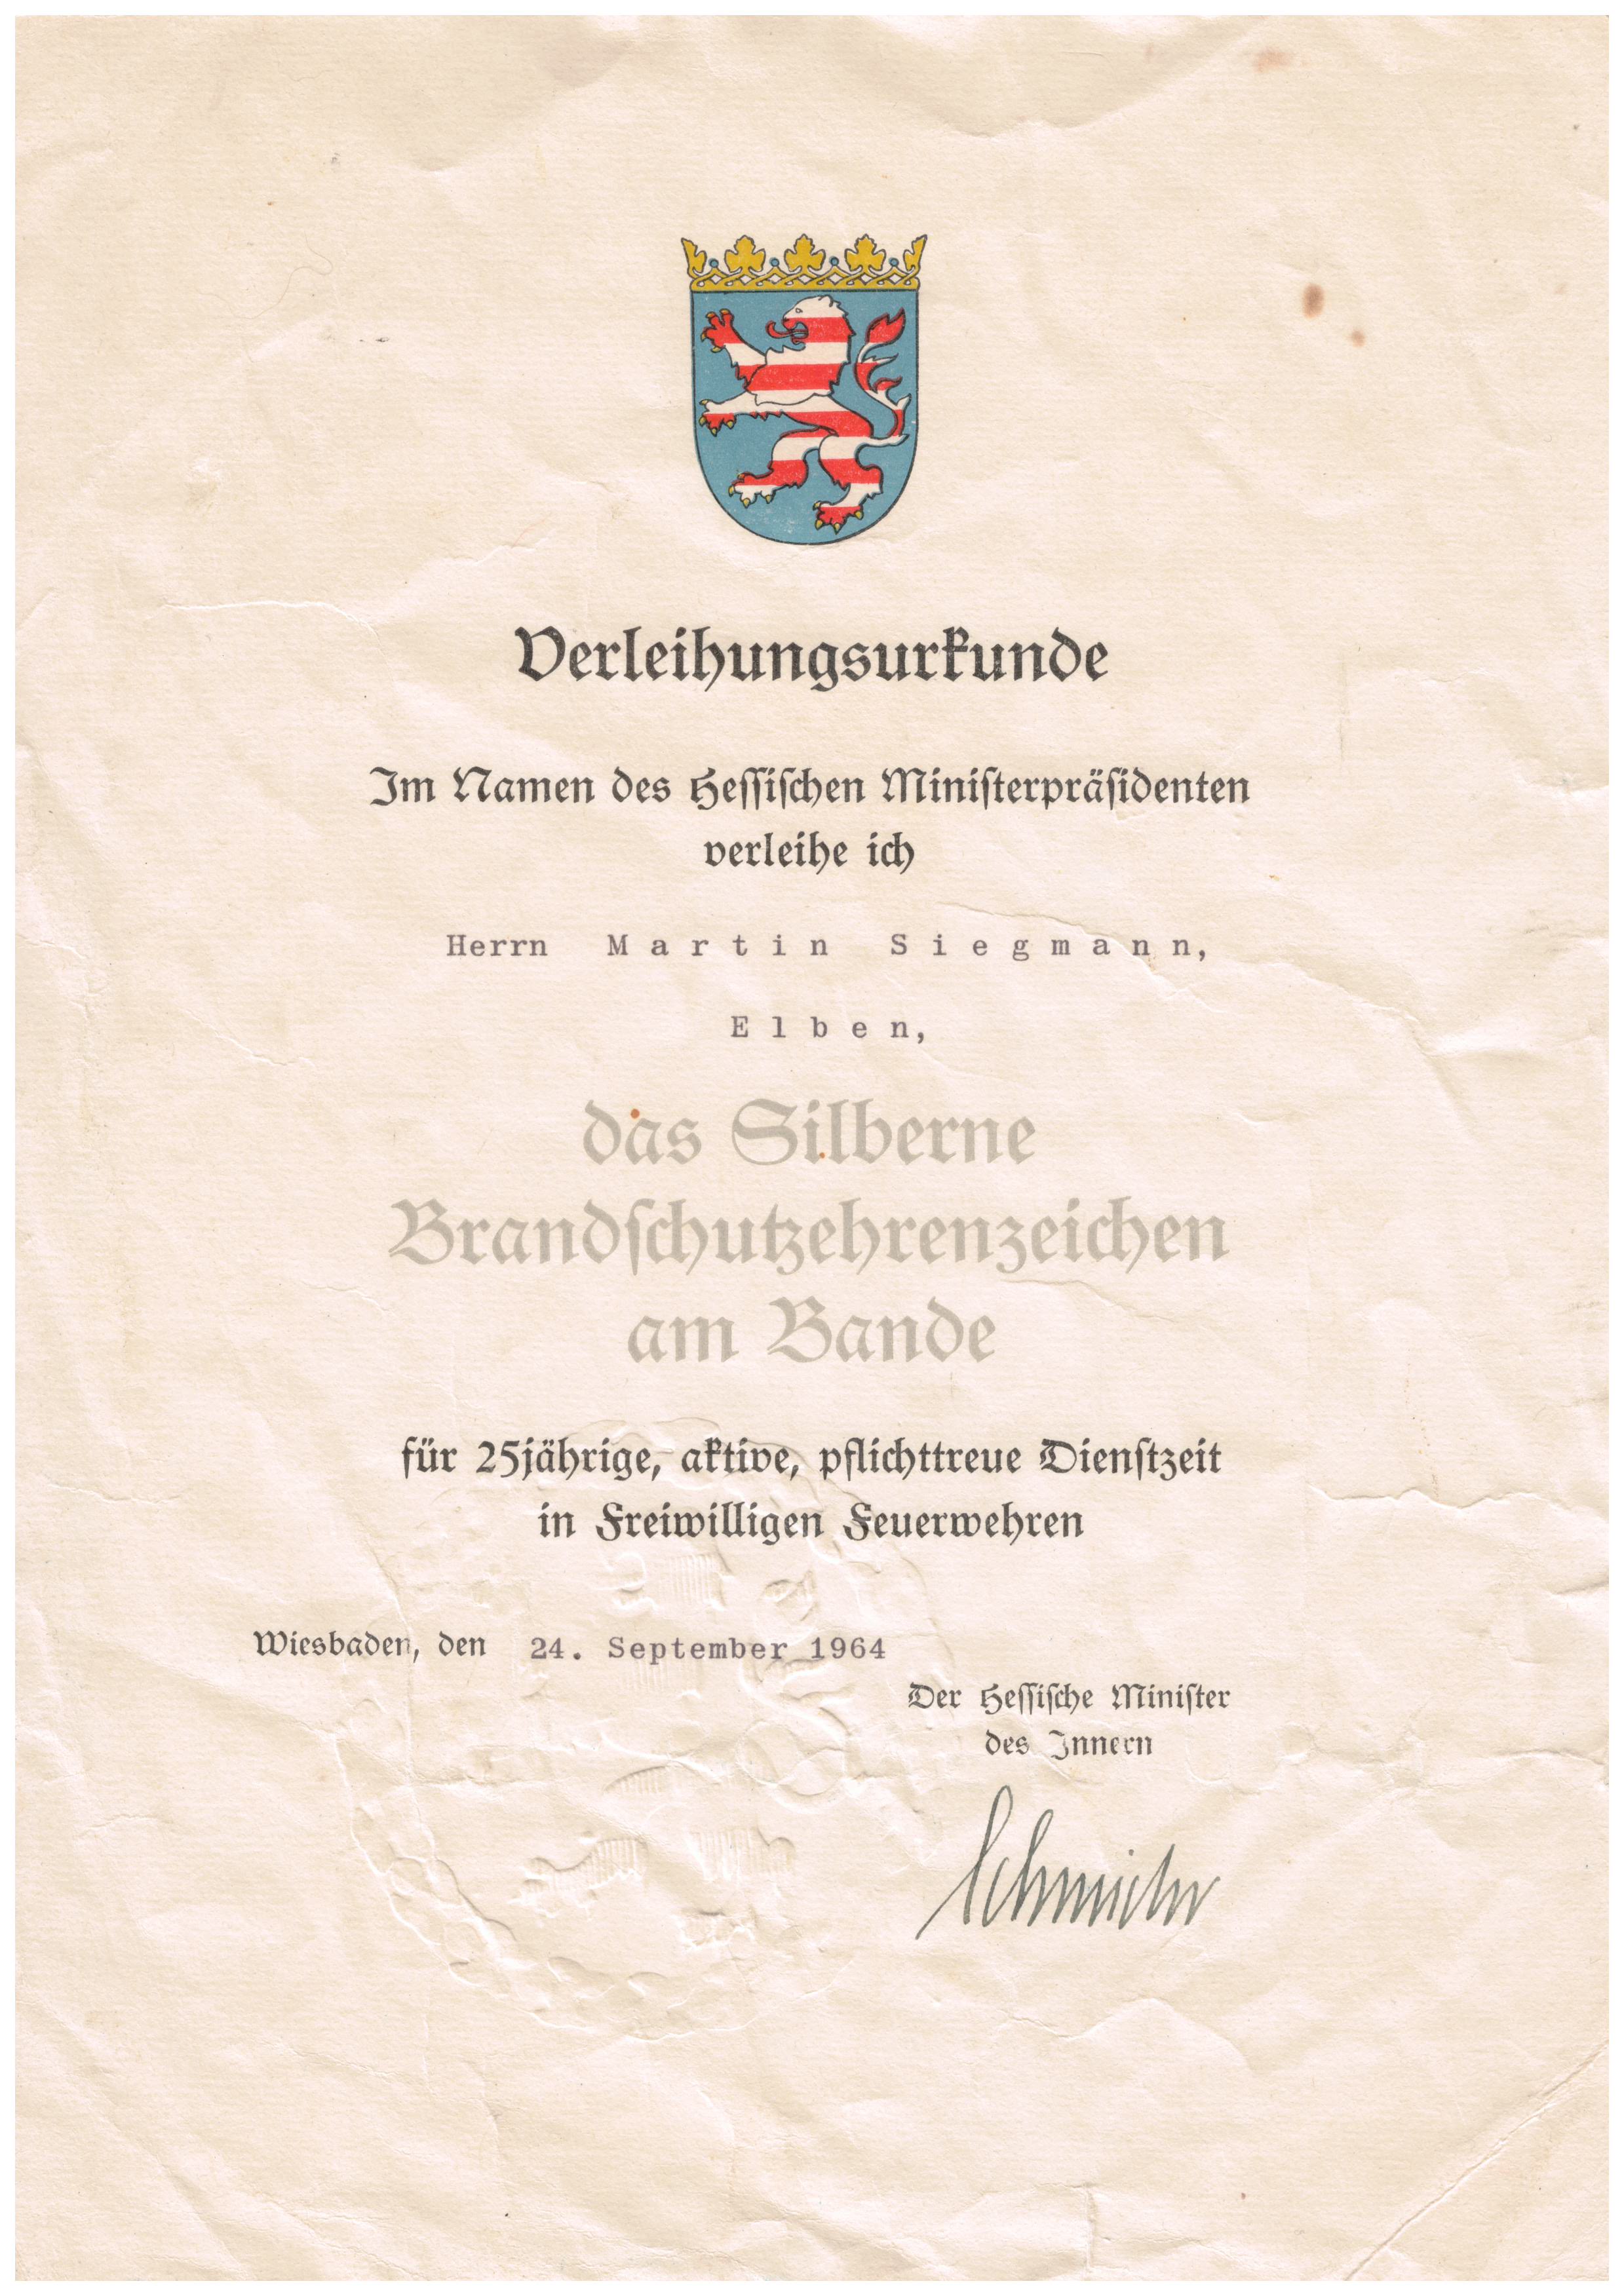 Verleihungsurkunde
Im Namen des Hessischen Ministerpräsidenten
verleihe ich
Herrn Martin Siegmann,
Elben,
das Silberne
Brandschutzehrenzeichen
am Bande
für 25jährige, aktive, pflichttreue Dienstzeit
in Freiwilligen Feuerwehren
Wiesbaden, den 24. September 1964
Der Hessische Minister
des Innern